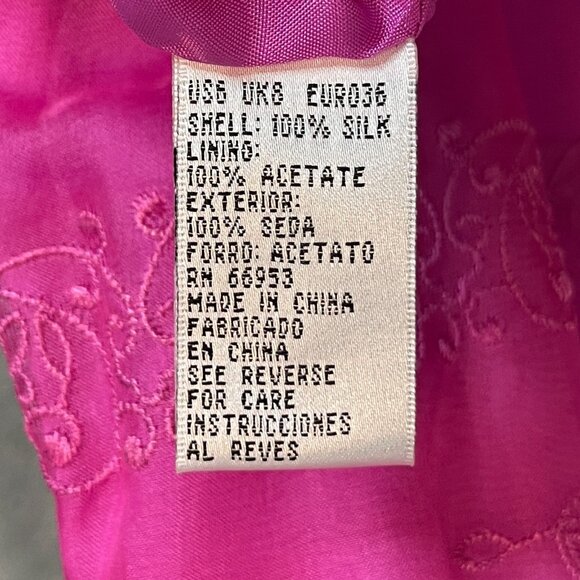 US6 UK8 EURO36
SHELL: 100% SILK
LINING:
100% ACETATE
EXTERIOR:
100% SEDA
FORRO: ACETATO
RN 66953
MADE IN CHINA
FABRICADO
EN CHINA
SEE REVERSE
FOR CARE
INSTRUCCIONES
AL REVES